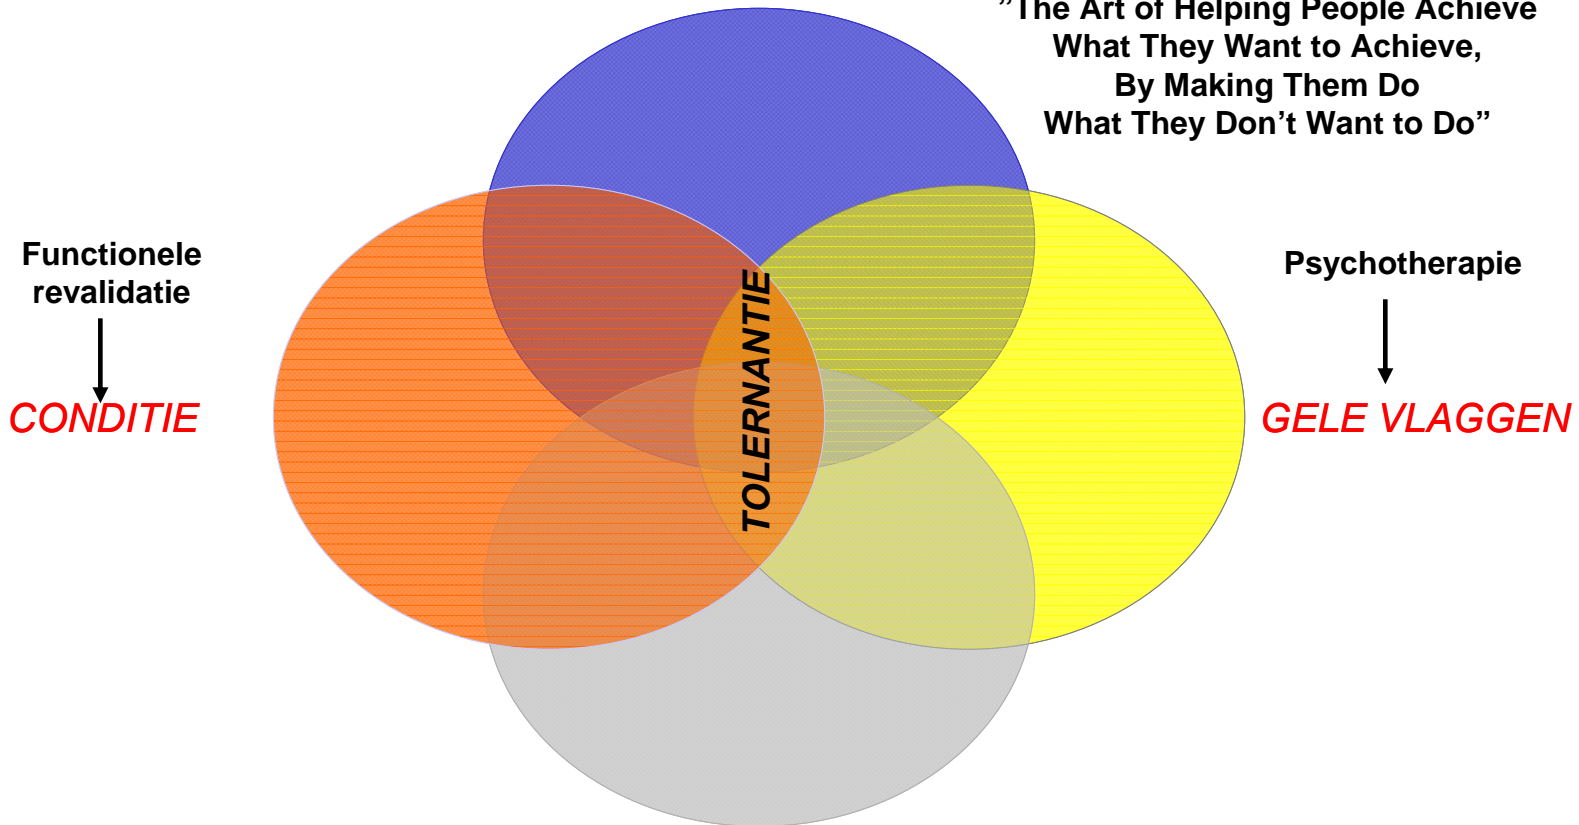 ”The Art of Helping People Achieve
What They Want to Achieve,
By Making Them Do
What They Don’t Want to Do”
Functionele
revalidatie
CONDITIE
TOLERNANTIE
Psychotherapie
GELE VLAGGEN